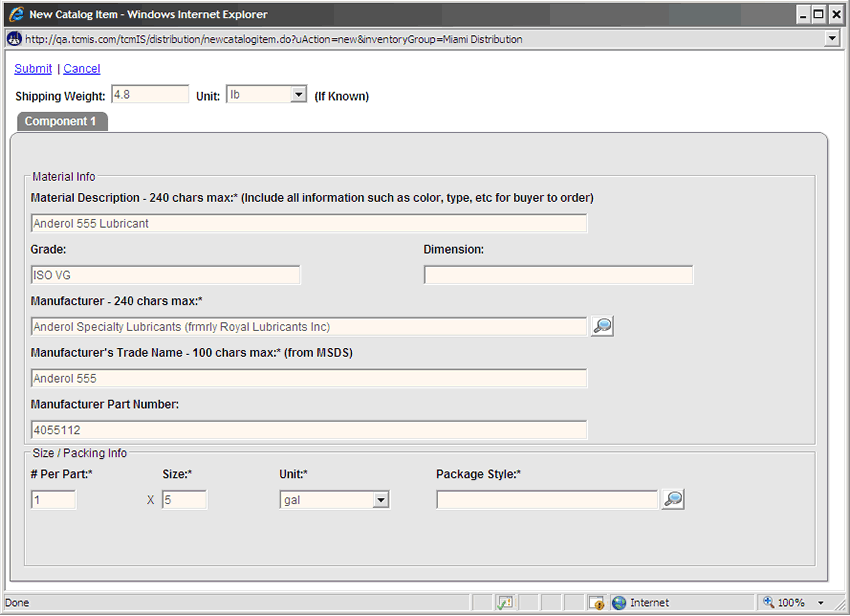 New Catalog Item - Windows Internet Explorer
http://qa.tcmis.com/tcmIS/distribution/newcatalogitem.do?uAction=new&inventoryGroup=Miami Distribution
Submit | Cancel
Shipping Weight: 4.8 Unit: lb (If Known)
Component 1
Material Info
Material Description - 240 chars max:* (Include all information such as color, type, etc for buyer to order)
Anderol 555 Lubricant
Grade: Dimension:
ISO VG
Manufacturer - 240 chars max:*
Anderol Specialty Lubricants (frmrly Royal Lubricants Inc)
Manufacturer's Trade Name - 100 chars max:* (from MSDS)
Anderol 555
Manufacturer Part Number:
4055112
Size / Packing Info
# Per Part:* Size:* Unit:* Package Style:*
1 X 5 gal
Done Internet 100%